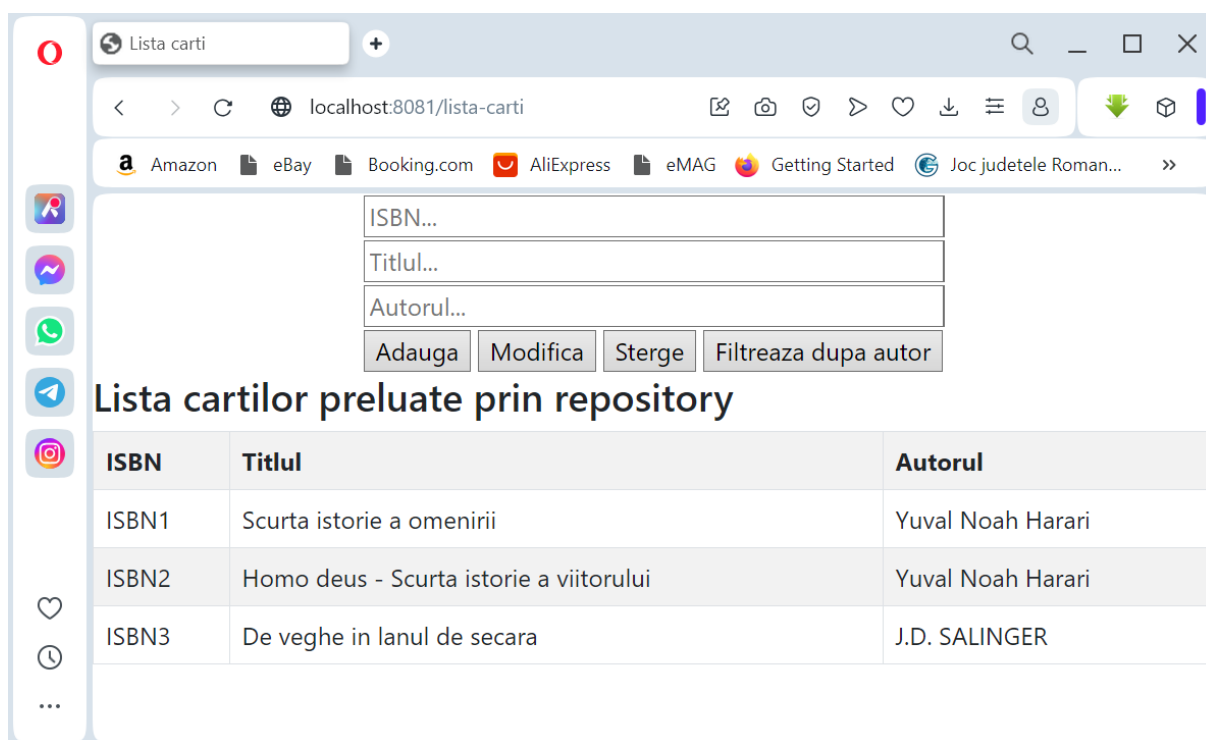 Lista carti
localhost:8081/lista-carti
a Amazon eBay Booking.com AliExpress eMAG Getting Started Joc judetele Roman...
ISBN...
Titlul...
Autorul...
Adauga Modifica Sterge Filtreaza dupa autor
Lista cartilor preluate prin repository
ISBN Titlul Autorul
ISBN1 Scurta istorie a omenirii Yuval Noah Harari
ISBN2 Homo deus - Scurta istorie a viitorului Yuval Noah Harari
ISBN3 De veghe in lanul de secara J.D. SALINGER